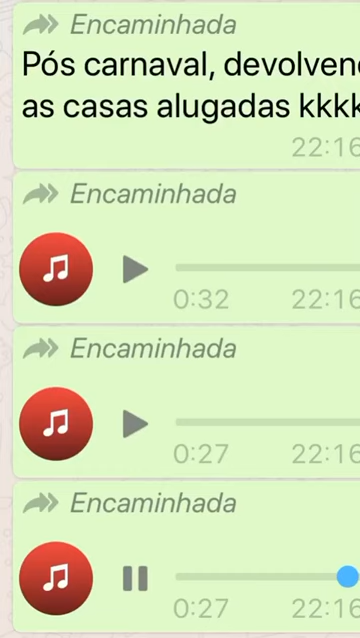 Encaminhada
Pós carnaval, devolven
as casas alugadas kkkk
22:16
Encaminhada
0:32 22:16
Encaminhada
0:27 22:16
Encaminhada
0:27 22:16